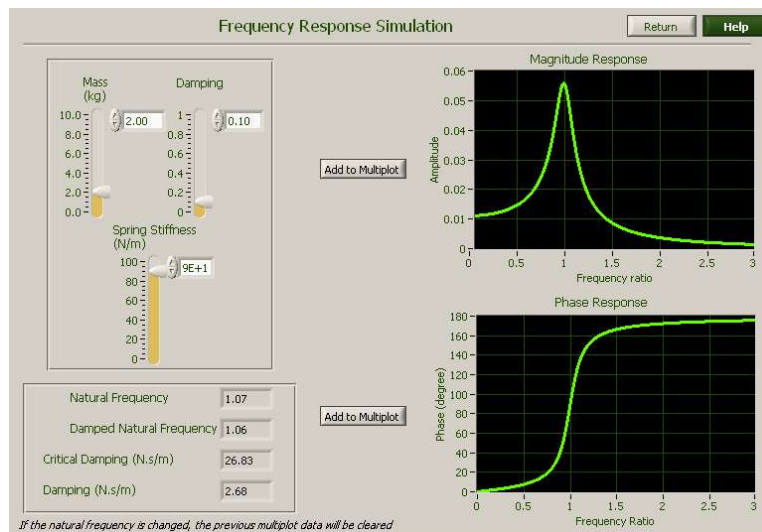 Frequency Response Simulation
Return
Help
Mass
(kg)
10.0
8.0
6.0
4.0
2.0
0.0
2.00
Damping
1
0.8
0.6
0.4
0.2
0
0.10
Spring Stiffness
(N/m)
100
80
60
40
20
0
9E+1
Add to Multiplot
Magnitude Response
Amplitude
0.06
0.05
0.04
0.03
0.02
0.01
0
0 0.5 1 1.5 2 2.5 3
Frequency ratio
Natural Frequency 1.07
Damped Natural Frequency 1.06
Critical Damping (N.s/m) 26.83
Damping (N.s/m) 2.68
Add to Multiplot
Phase Response
Phase (degree)
180
160
140
120
100
80
60
40
20
0
0 0.5 1 1.5 2 2.5 3
Frequency Ratio
If the natural frequency is changed, the previous multiplot data will be cleared